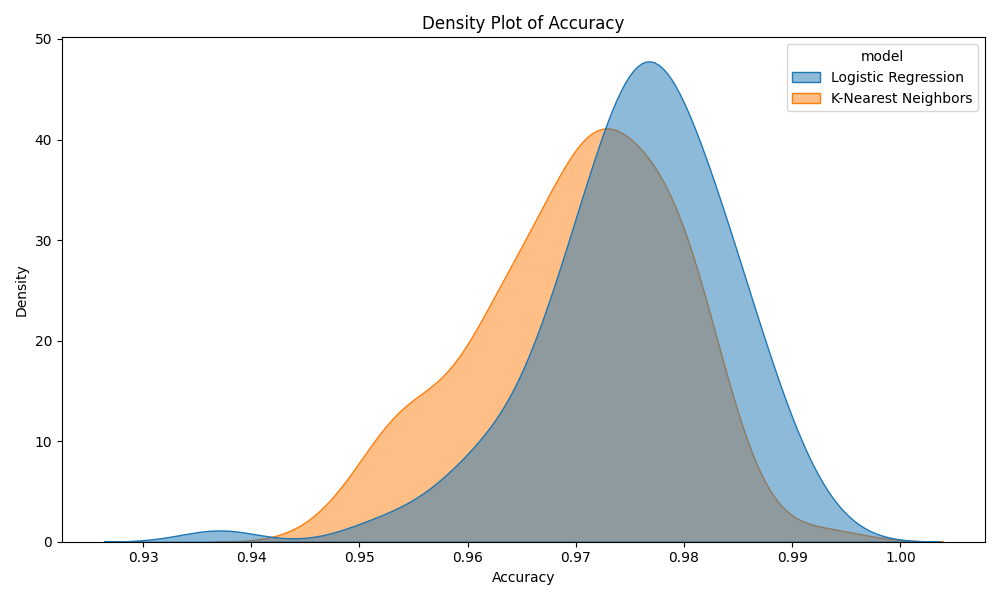 Density Plot of Accuracy
50
40
30
20
10
0
Density
0.93
0.94
0.95
0.96
0.97
0.98
0.99
1.00
Accuracy
model
Logistic Regression
K-Nearest Neighbors